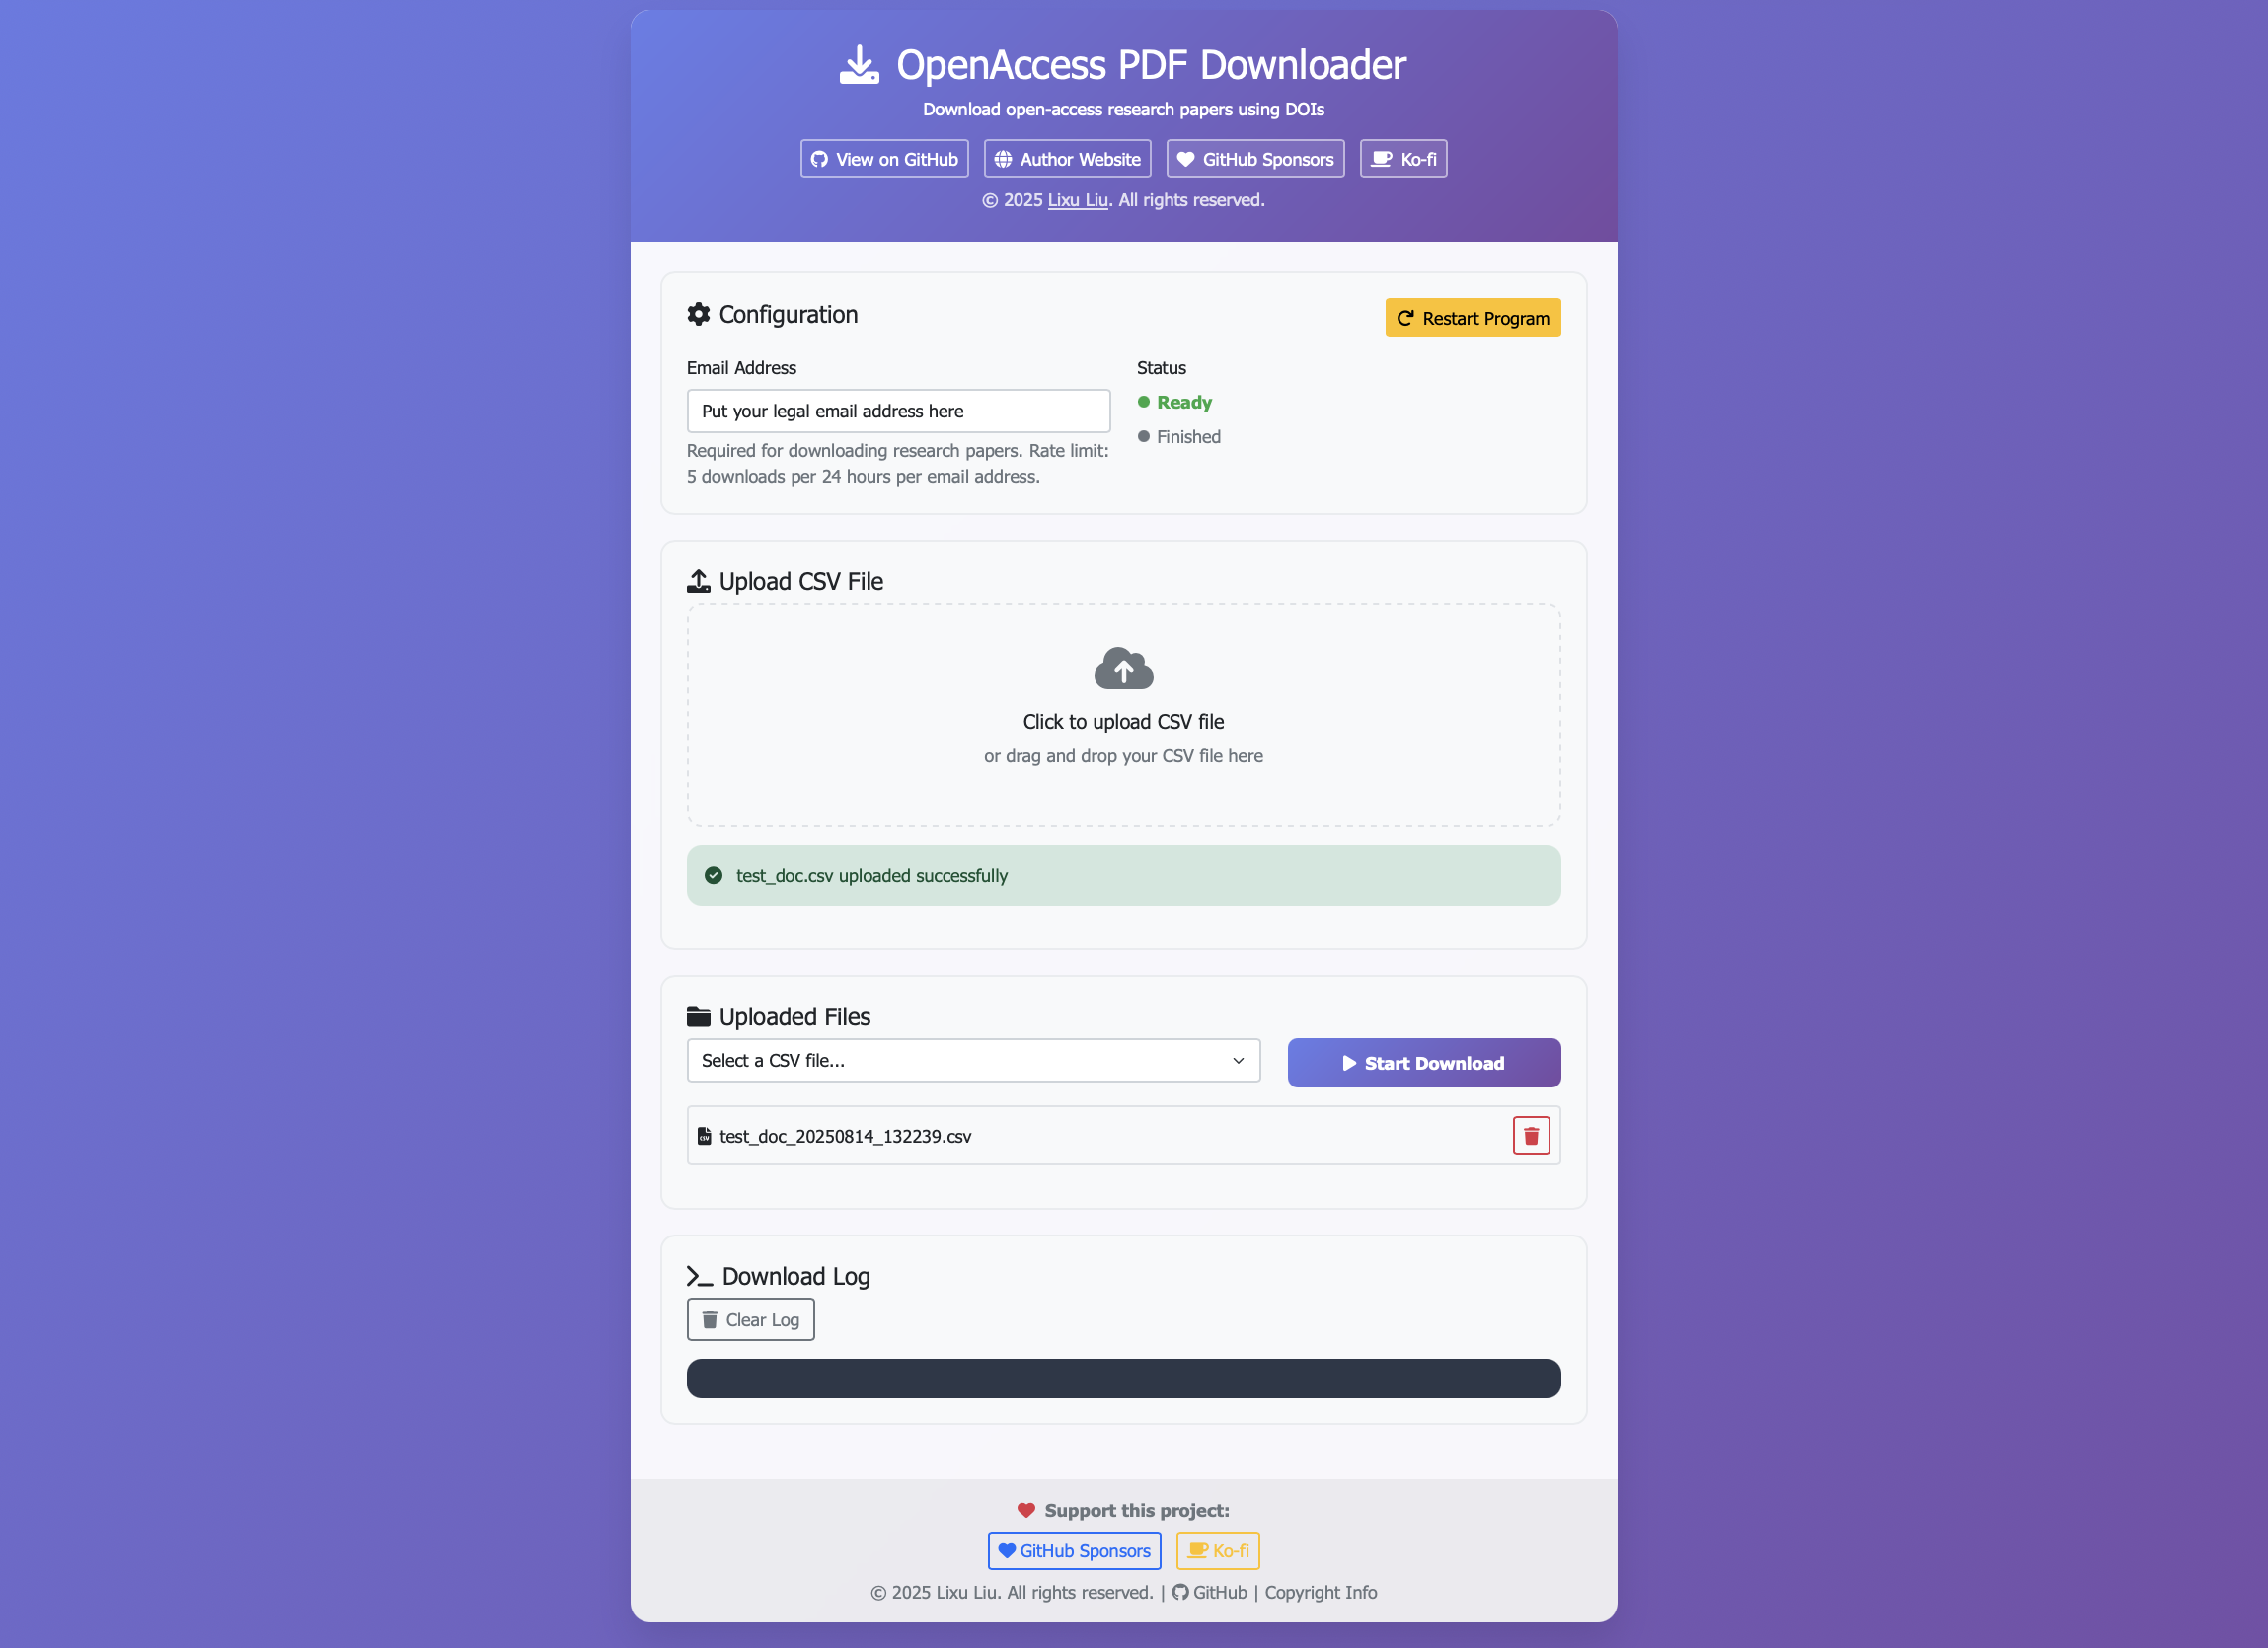 OpenAccess PDF Downloader
Download open-access research papers using DOIs
View on GitHub
Author Website
GitHub Sponsors
Ko-fi
© 2025 Lixu Liu. All rights reserved.
Configuration
Restart Program
Email Address
Status
Put your legal email address here
Ready
Finished
Required for downloading research papers. Rate limit:
5 downloads per 24 hours per email address.
Upload CSV File
Click to upload CSV file
or drag and drop your CSV file here
test_doc.csv uploaded successfully
Uploaded Files
Select a CSV file...
Start Download
CSV
test_doc_20250814_132239.csv
Download Log
Clear Log
Support this project:
GitHub Sponsors
Ko-fi
© 2025 Lixu Liu. All rights reserved. | GitHub | Copyright Info